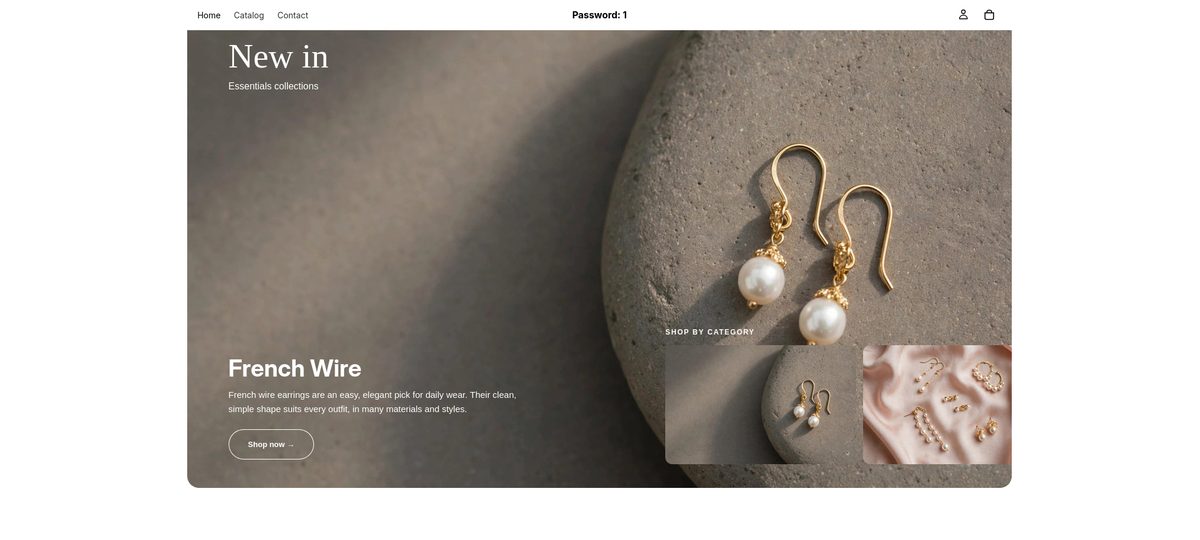 Home
Catalog
Contact
Password: 1
New in
Essentials collections
SHOP BY CATEGORY
French Wire
French wire earrings are an easy, elegant pick for daily wear. Their clean,
simple shape suits every outfit, in many materials and styles.
Shop now →